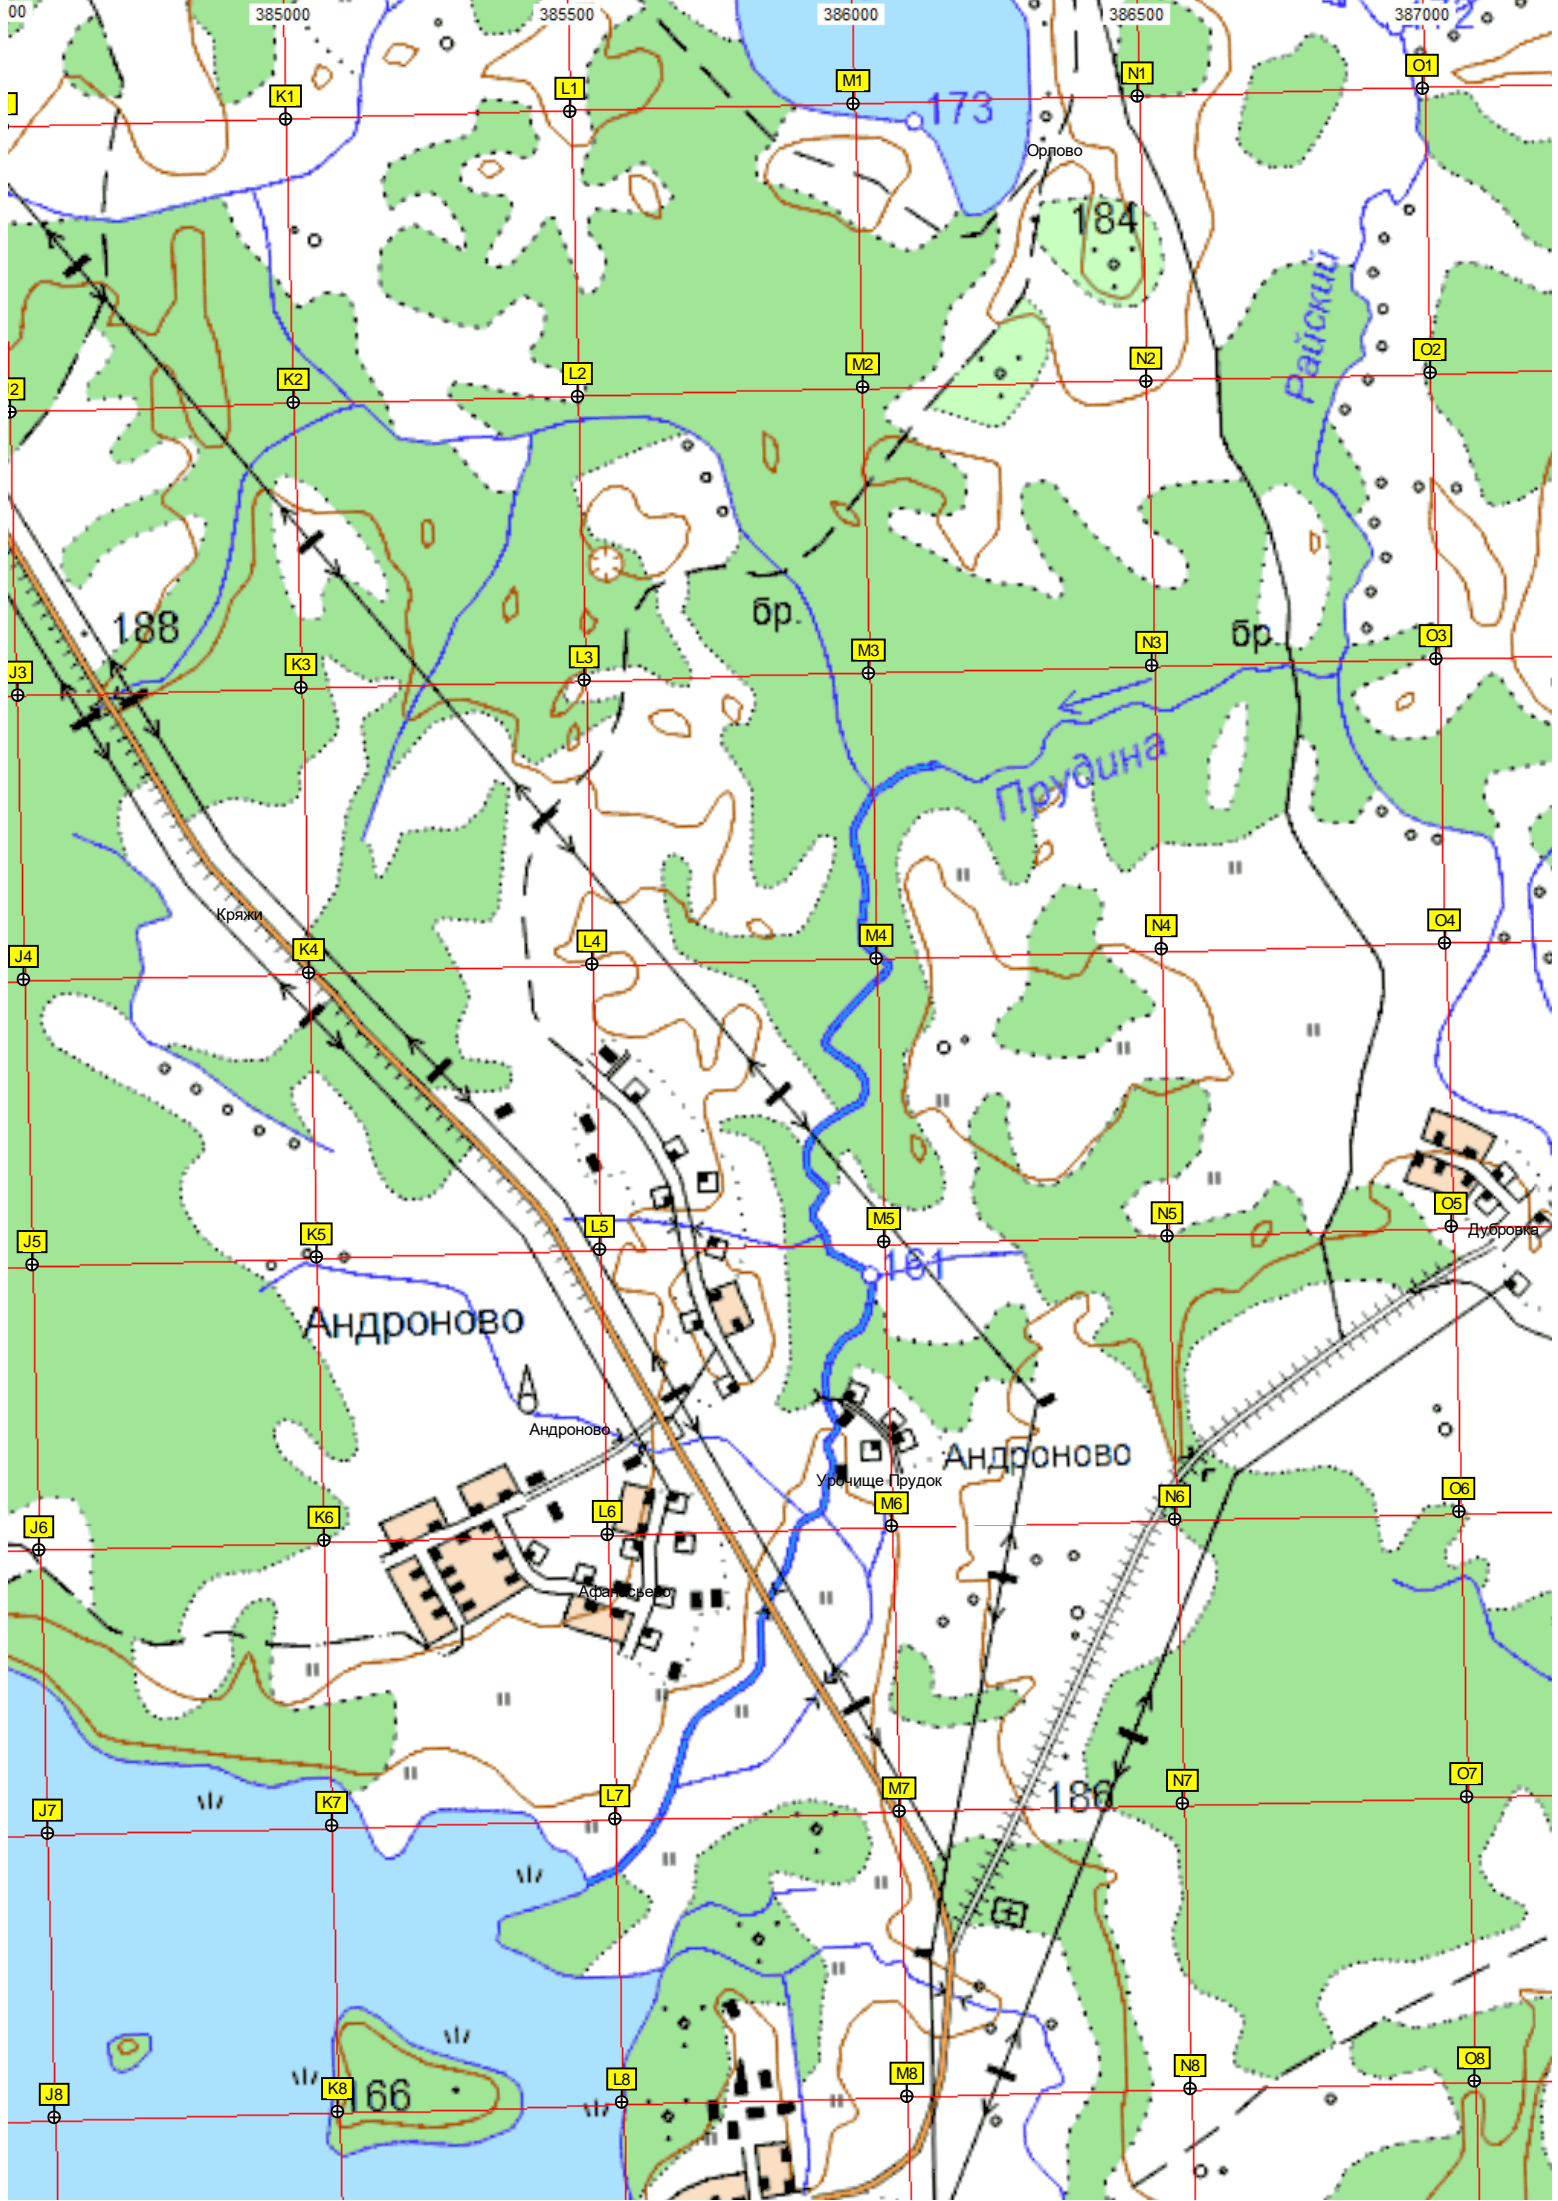 00 385000 385500 386000 386500 387000
K1 L1 M1 N1 O1
173
Орлово
184
Райский
2 K2 L2 M2 N2 O2
188
бр.
бр.
J3 K3 L3 M3 N3 O3
Прудина
Кряжи
J4 K4 L4 M4 N4 O4
J5 K5 L5 M5 N5 O5
Дубровка
161
Андроново
Андроново
Андроново
Урочище Прудок
J6 K6 L6 M6 N6 O6
Афанасьево
186
J7 K7 L7 M7 N7 O7
J8 K8 L8 M8 N8 O8
166